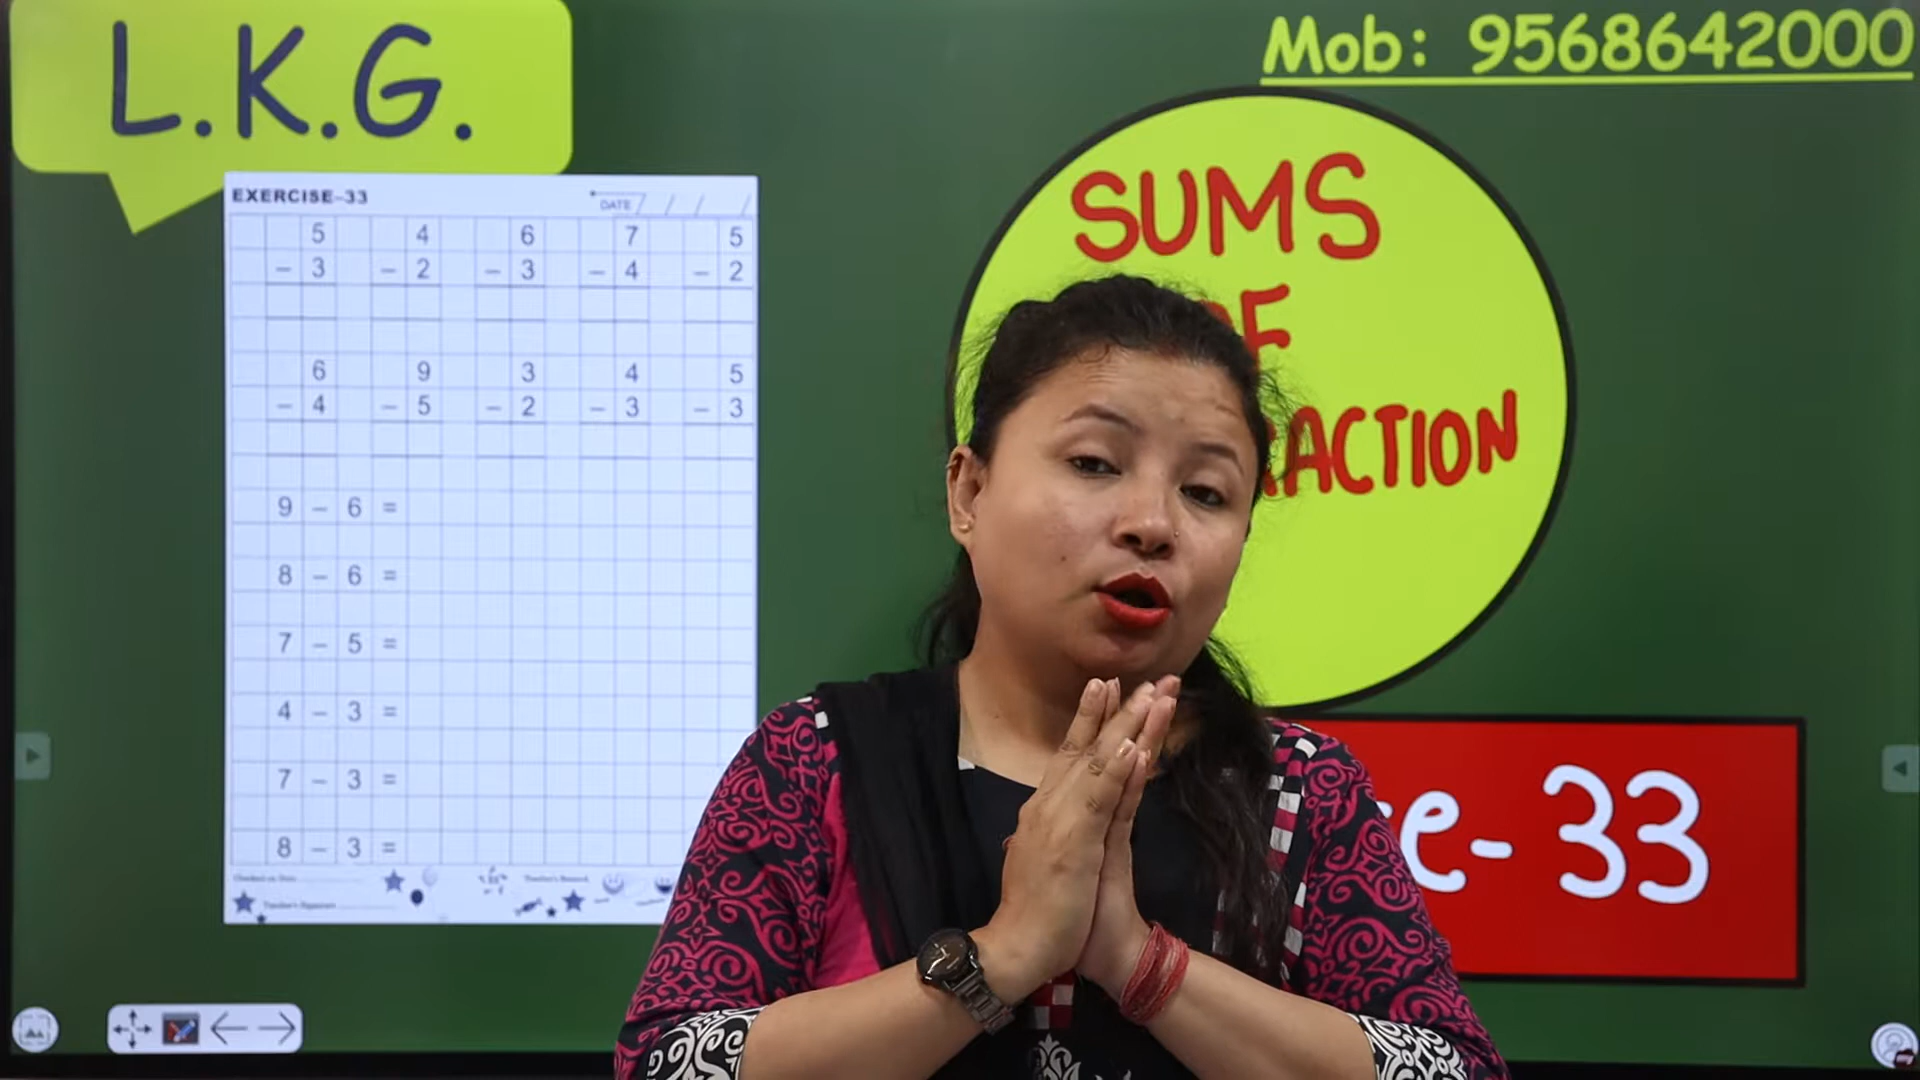 L.K.G.
Mob: 9568642000
EXERCISE-33
DATE / / /
5 4 6 7 5
- 3 - 2 - 3 - 4 - 2
6 9 3 4 5
- 4 - 5 - 2 - 3 - 3
9 - 6 =
8 - 6 =
7 - 5 =
4 - 3 =
7 - 3 =
8 - 3 =
Teacher's Remark
SUMS
ACTION
e-33